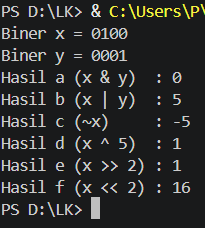 PS D:\LK> & C:\Users\P\
Biner x = 0100
Biner y = 0001
Hasil a (x & y)  : 0
Hasil b (x | y)  : 5
Hasil c (~x)     : -5
Hasil d (x ^ 5)  : 1
Hasil e (x >> 2) : 1
Hasil f (x << 2) : 16
PS D:\LK>